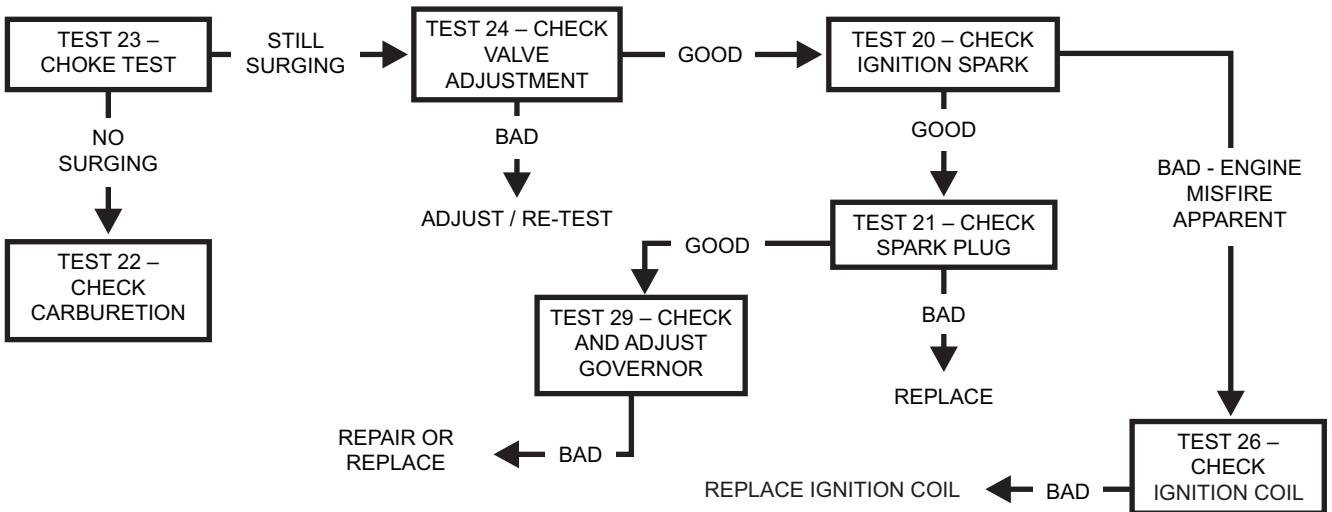 TEST 23 –
CHOKE TEST
STILL
SURGING
TEST 24 – CHECK
VALVE
ADJUSTMENT
GOOD
TEST 20 – CHECK
IGNITION SPARK
NO
SURGING
BAD
GOOD
BAD - ENGINE
MISFIRE
APPARENT
ADJUST / RE-TEST
TEST 22 –
CHECK
CARBURETION
GOOD
TEST 21 – CHECK
SPARK PLUG
TEST 29 – CHECK
AND ADJUST
GOVERNOR
BAD
REPLACE
REPAIR OR
REPLACE
BAD
TEST 26 –
CHECK
IGNITION COIL
BAD
REPLACE IGNITION COIL